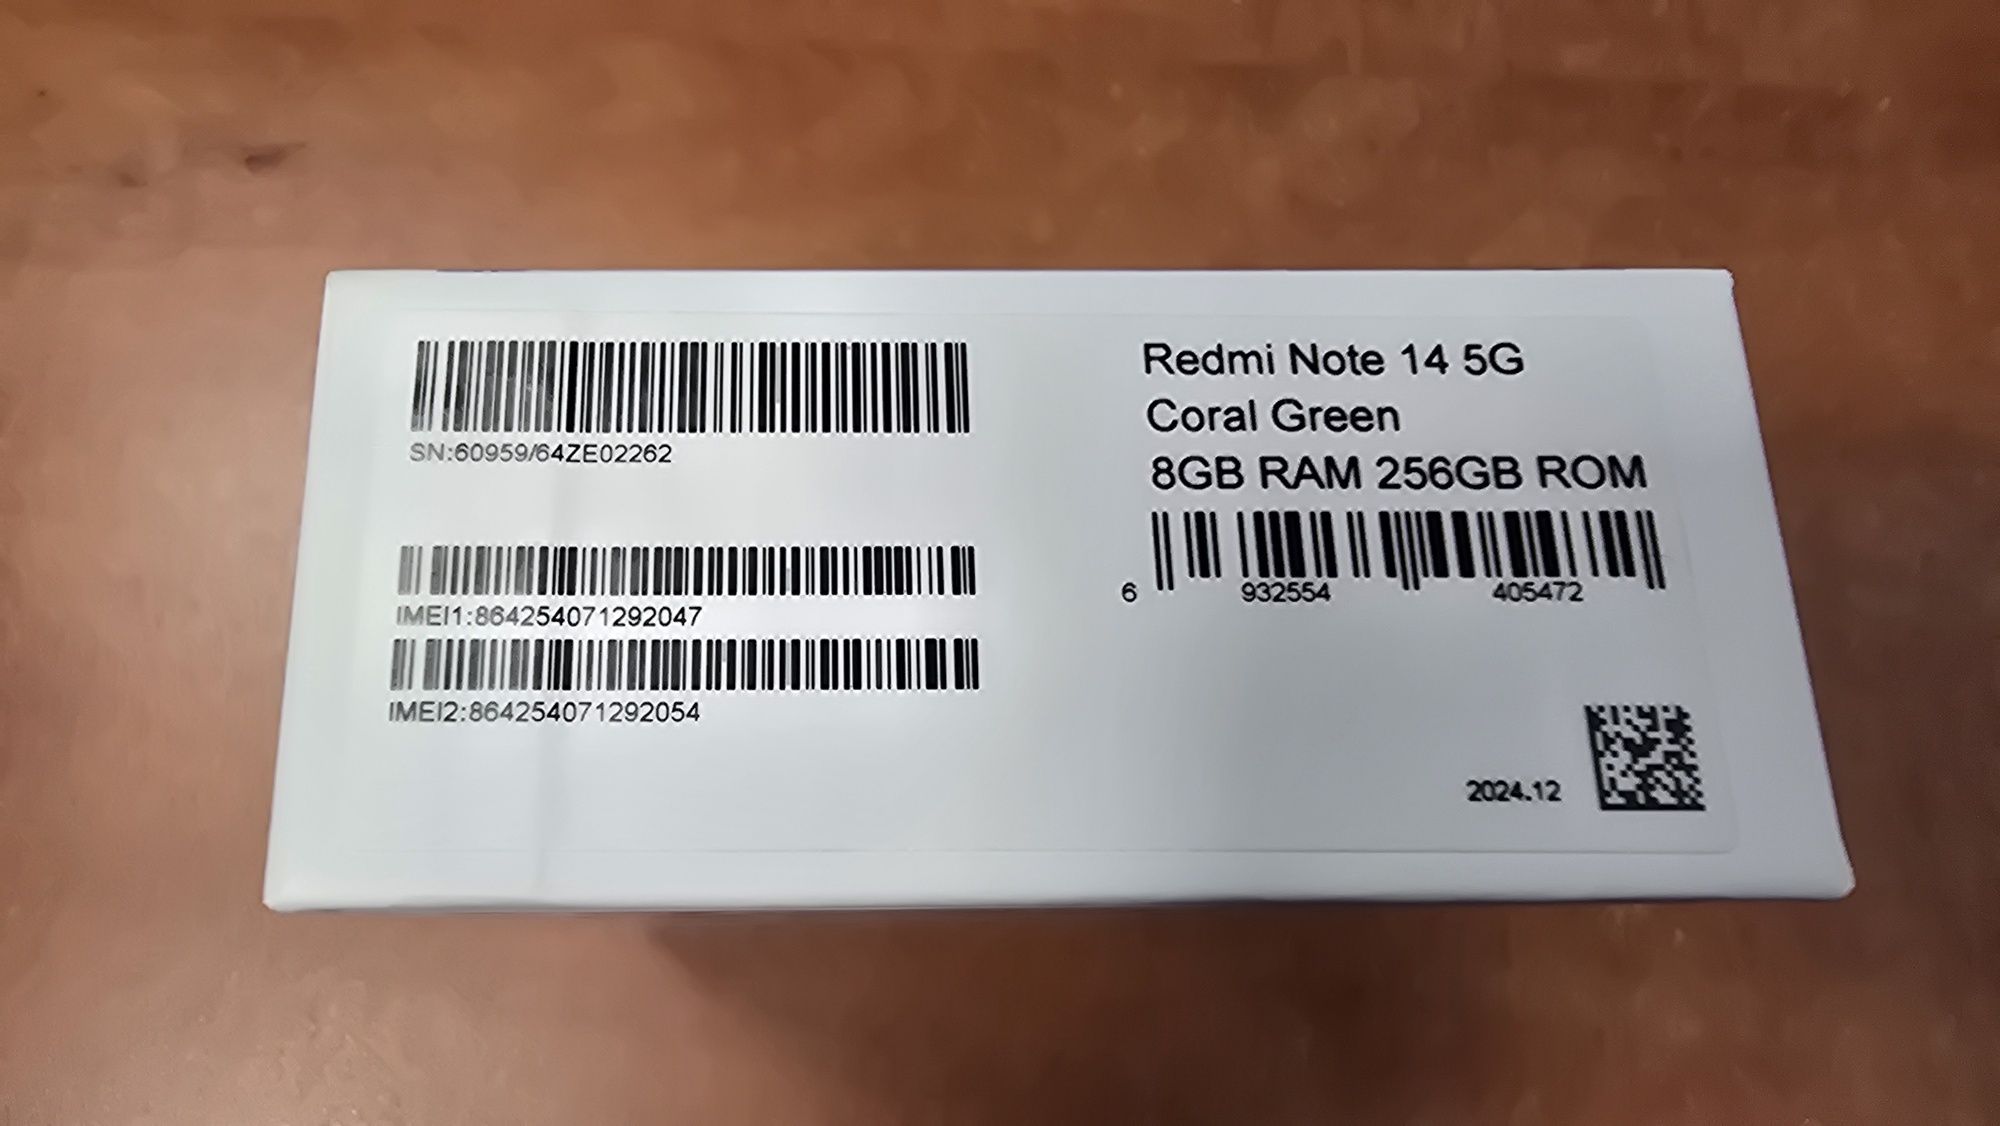 SN:60959/64ZE02262
IMEI1:864254071292047
IMEI2:864254071292054
Redmi Note 14 5G
Coral Green
8GB RAM 256GB ROM
6 932554 405472
2024.12